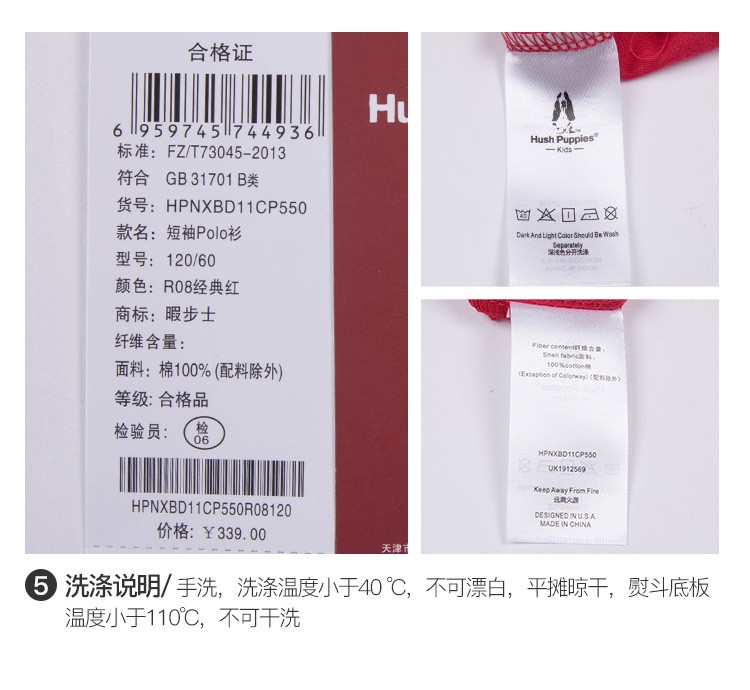 合格证
6 959745 744936
标准：FZ/T73045-2013
符合 GB 31701 B类
货号：HPNXBD11CP550
款名：短袖Polo衫
型号：120/60
颜色：R08经典红
商标：暇步士
纤维含量：
面料：棉100% (配料除外)
等级: 合格品
检验员：检
06
HPNXBD11CP550R08120
价格：￥339.00
Hu
天津市
Hush Puppies®
Kids
Dark And Light Color Should Be Wash
Separately
深浅色分开洗涤
Fiber content纤维含量：
Shell fabric面料：
100%cotton棉
(Exception of Colorway) (配料除外)
HPNXBD11CP550
UK1912569
Keep Away From Fire
远离火源
DESIGNED IN U.S.A.
MADE IN CHINA
5 洗涤说明/ 手洗，洗涤温度小于40 ℃，不可漂白，平摊晾干，熨斗底板
温度小于110℃，不可干洗